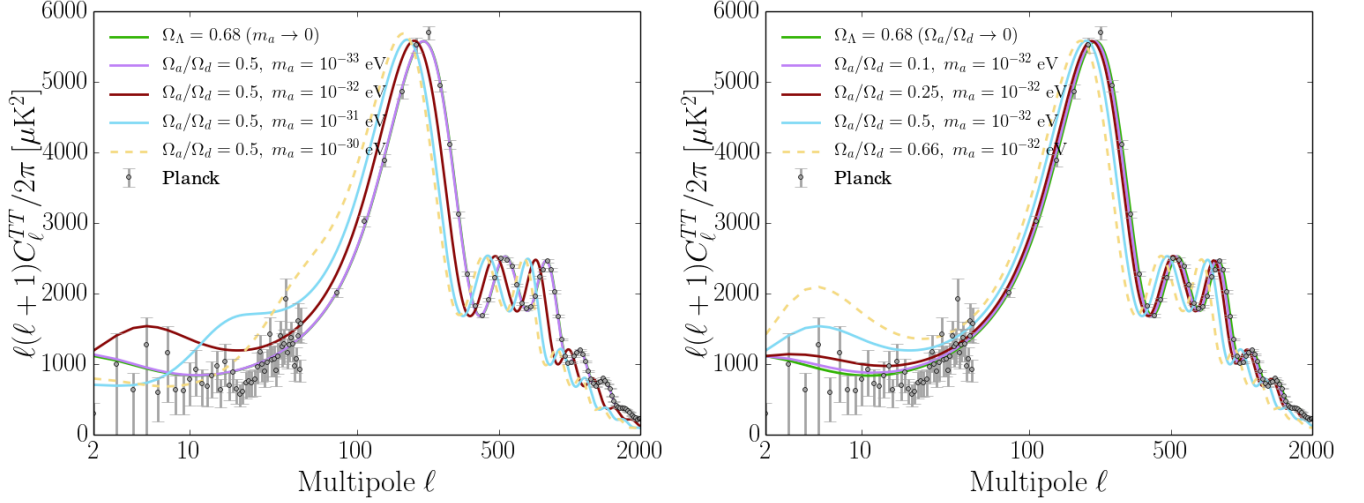 6000
5000
4000
3000
2000
1000
0
ℓ(ℓ + 1)C_ℓ^{TT}/2π [μK²]
Ω_Λ = 0.68 (m_a → 0)
Ω_a/Ω_d = 0.5, m_a = 10^{-33} eV
Ω_a/Ω_d = 0.5, m_a = 10^{-32} eV
Ω_a/Ω_d = 0.5, m_a = 10^{-31} eV
Ω_a/Ω_d = 0.5, m_a = 10^{-30} eV
Planck
2 10 100 500 2000
Multipole ℓ
6000
5000
4000
3000
2000
1000
0
ℓ(ℓ + 1)C_ℓ^{TT}/2π [μK²]
Ω_Λ = 0.68 (Ω_a/Ω_d → 0)
Ω_a/Ω_d = 0.1, m_a = 10^{-32} eV
Ω_a/Ω_d = 0.25, m_a = 10^{-32} eV
Ω_a/Ω_d = 0.5, m_a = 10^{-32} eV
Ω_a/Ω_d = 0.66, m_a = 10^{-32} eV
Planck
2 10 100 500 2000
Multipole ℓ